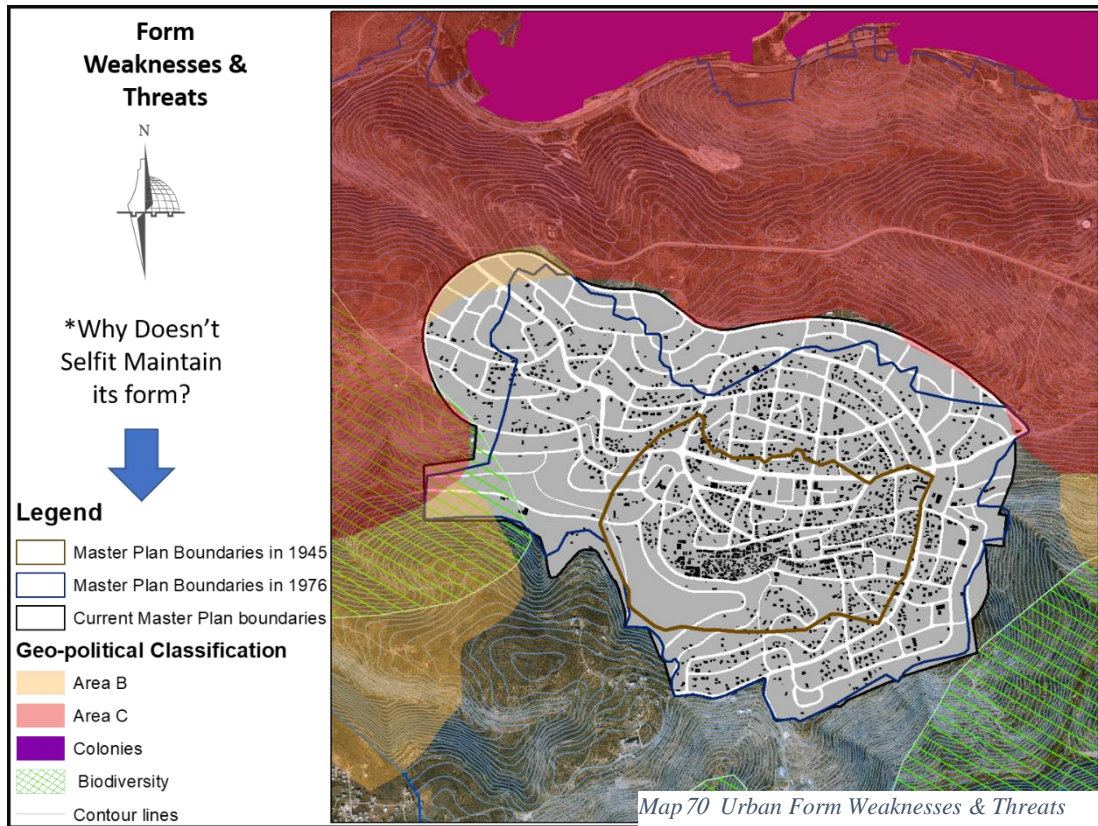 Form
Weaknesses &
Threats
N
*Why Doesn't
Selfit Maintain
its form?
Legend
Master Plan Boundaries in 1945
Master Plan Boundaries in 1976
Current Master Plan boundaries
Geo-political Classification
Area B
Area C
Colonies
Biodiversity
Contour lines
Map 70 Urban Form Weaknesses & Threats